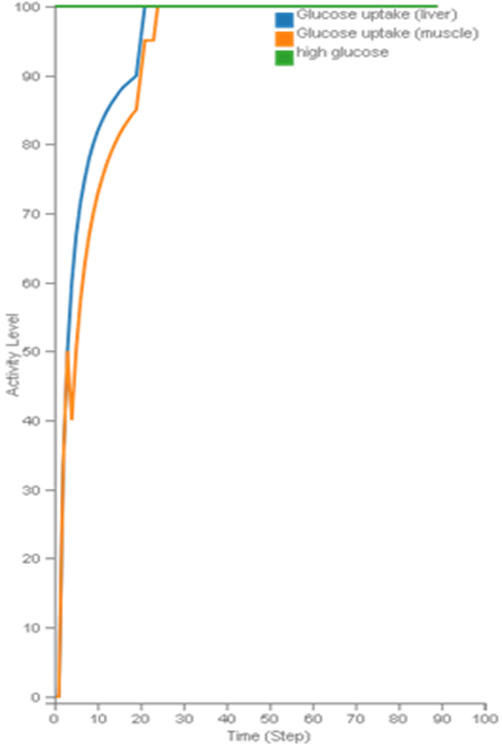 100
90
80
70
60
50
40
30
20
10
0
Activity Level
Glucose uptake (liver)
Glucose uptake (muscle)
high glucose
0 10 20 30 40 50 60 70 80 90 100
Time (Step)